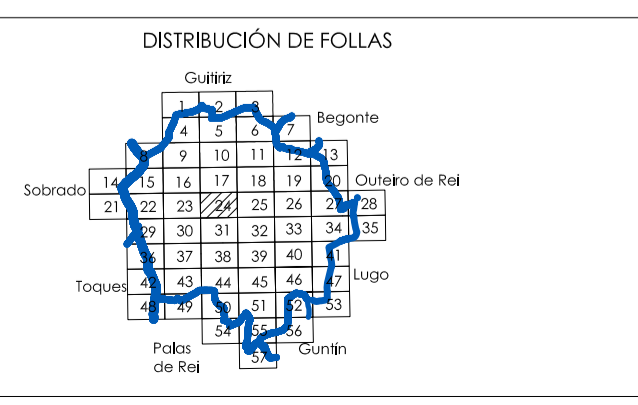 DISTRIBUCIÓN DE FOLLAS
Guitiriz
1 2 3
4 5 6 7 Begonte
8 9 10 11 12 13
14 15 16 17 18 19 20 Outeiro de Rei
Sobrado
21 22 23 24 25 26 27 28
29 30 31 32 33 34 35
36 37 38 39 40 41
Toques 42 43 44 45 46 47 Lugo
48 49 50 51 52 53
54 55 56
Palas
de Rei
Guntín
57